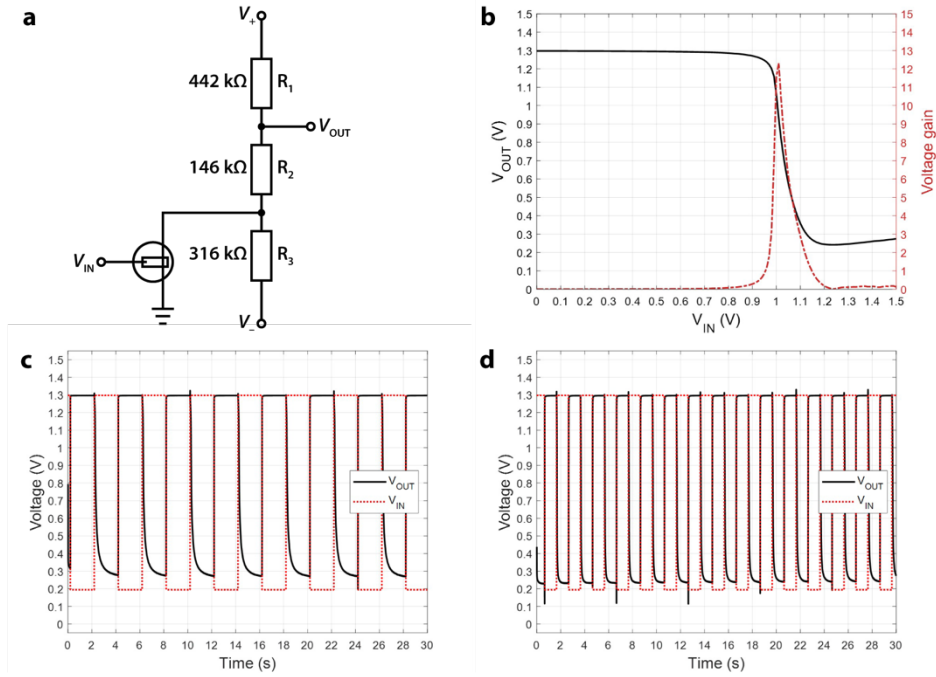 a
V+
442 kΩ
R1
VOUT
146 kΩ
R2
316 kΩ
R3
VIN
V−
b
1.5
1.4
1.3
1.2
1.1
1
0.9
0.8
0.7
0.6
0.5
0.4
0.3
0.2
0.1
0
VOUT (V)
15
14
13
12
11
10
9
8
7
6
5
4
3
2
1
0
Voltage gain
0 0.1 0.2 0.3 0.4 0.5 0.6 0.7 0.8 0.9 1 1.1 1.2 1.3 1.4 1.5
VIN (V)
c
1.5
1.4
1.3
1.2
1.1
1
0.9
0.8
0.7
0.6
0.5
0.4
0.3
0.2
0.1
0
Voltage (V)
VOUT
VIN
0 2 4 6 8 10 12 14 16 18 20 22 24 26 28 30
Time (s)
d
1.5
1.4
1.3
1.2
1.1
1
0.9
0.8
0.7
0.6
0.5
0.4
0.3
0.2
0.1
0
Voltage (V)
VOUT
VIN
0 2 4 6 8 10 12 14 16 18 20 22 24 26 28 30
Time (s)